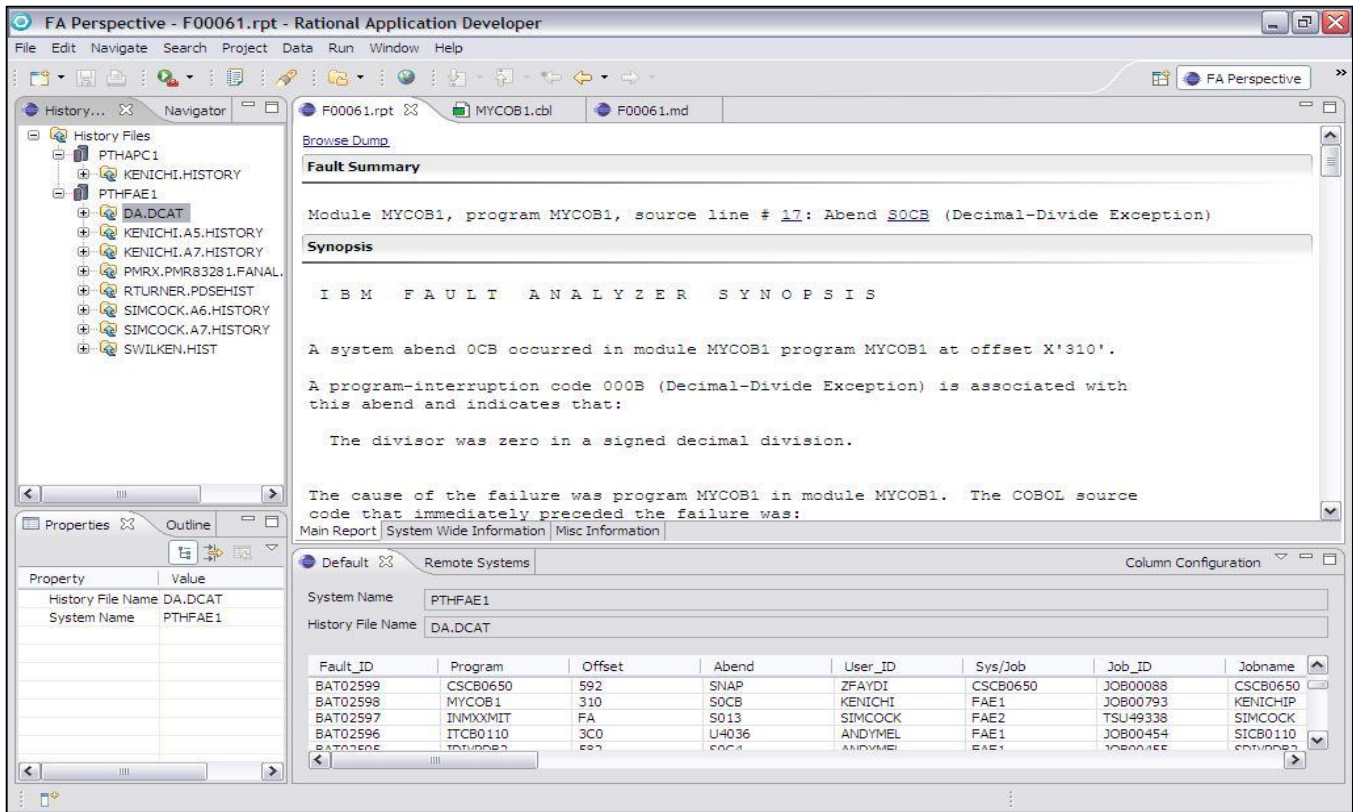 FA Perspective - F00061.rpt - Rational Application Developer
File Edit Navigate Search Project Data Run Window Help
FA Perspective »
History... Navigator
History Files
PTHAPC1
KENICHI.HISTORY
PTHFAE1
DA.DCAT
KENICHI.A5.HISTORY
KENICHI.A7.HISTORY
PMRX.PMR83281.FANAL.
RTURNER.PDSEHIST
SIMCOCK.A6.HISTORY
SIMCOCK.A7.HISTORY
SWILKEN.HIST
Properties Outline
Property Value
History File Name DA.DCAT
System Name PTHFAE1
F00061.rpt MYCOB1.cbl F00061.md
Browse Dump
Fault Summary
Module MYCOB1, program MYCOB1, source line # 17: Abend S0CB (Decimal-Divide Exception)
Synopsis
I B M F A U L T A N A L Y Z E R S Y N O P S I S
A system abend 0CB occurred in module MYCOB1 program MYCOB1 at offset X'310'.
A program-interruption code 000B (Decimal-Divide Exception) is associated with
this abend and indicates that:
The divisor was zero in a signed decimal division.
The cause of the failure was program MYCOB1 in module MYCOB1. The COBOL source
code that immediately preceded the failure was:
Main Report System Wide Information Misc Information
Default Remote Systems Column Configuration
System Name PTHFAE1
History File Name DA.DCAT
Fault_ID Program Offset Abend User_ID Sys/Job Job_ID Jobname
BAT02599 CSCB0650 592 SNAP ZFAYDI CSCB0650 JOB00088 CSCB0650
BAT02598 MYCOB1 310 S0CB KENICHI FAE1 JOB00793 KENICHIP
BAT02597 INMXXMIT FA S013 SIMCOCK FAE2 TSU49338 SIMCOCK
BAT02596 ITCB0110 3C0 U4036 ANDYMEL FAE1 JOB00454 SICB0110
BAT02595 IDIVPDB2 582 S0C4 ANDYMEL FAE1 JOB00455